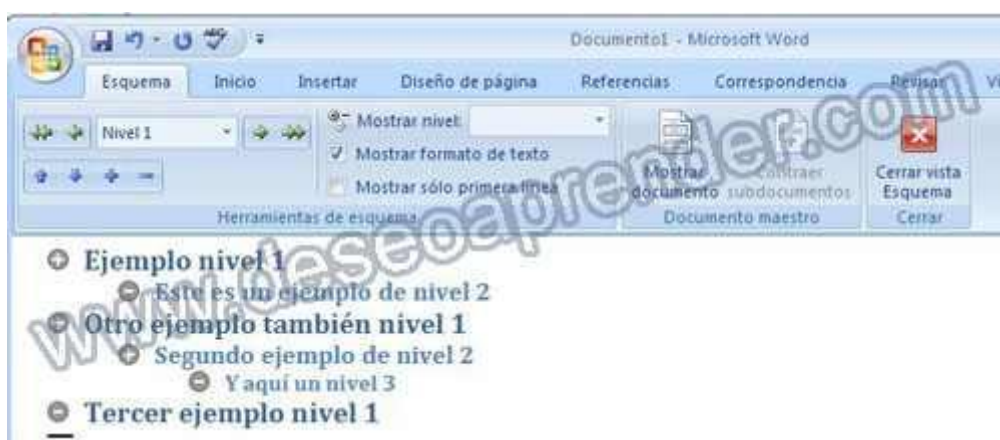 Documento1 - Microsoft Word
Esquema Inicio Insertar Diseño de página Referencias Correspondencia Revisar
Nivel 1
Mostrar nivel:
Mostrar formato de texto
Mostrar sólo primera línea
Mostrar documento
Contraer subdocumentos
Cerrar vista Esquema
Herramientas de esquema Documento maestro Cerrar
Ejemplo nivel 1
Este es un ejemplo de nivel 2
Otro ejemplo también nivel 1
Segundo ejemplo de nivel 2
Y aquí un nivel 3
Tercer ejemplo nivel 1
www.deseoaprender.com